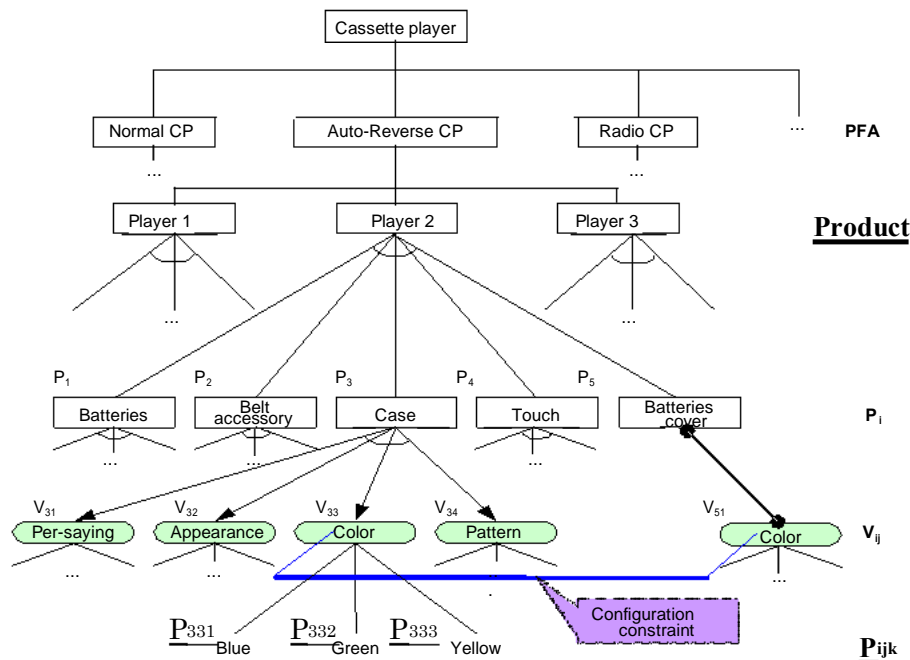 Cassette player
Normal CP Auto-Reverse CP Radio CP ... PFA
... ...
Player 1 Player 2 Player 3 Product
... ...
P1 P2 P3 P4 P5
Batteries Belt accessory Case Touch Batteries cover Pi
... ... ...
V31 V32 V33 V34 V51
Per-saying Appearance Color Pattern Color Vij
... ... ... ...
Configuration
constraint
P331 Blue P332 Green P333 Yellow Pijk